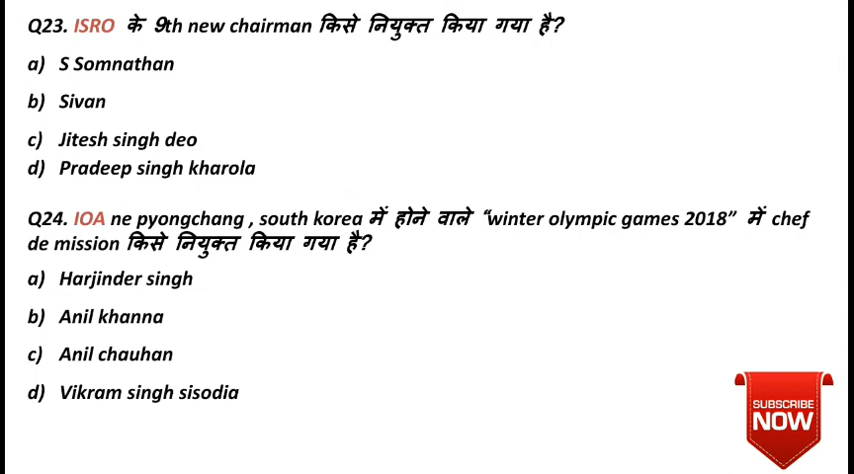 Q23. ISRO के 9th new chairman किसे नियुक्त किया गया है?
a) S Somnathan
b) Sivan
c) Jitesh singh deo
d) Pradeep singh kharola
Q24. IOA ne pyongchang , south korea में होने वाले “winter olympic games 2018” में chef
de mission किसे नियुक्त किया गया है?
a) Harjinder singh
b) Anil khanna
c) Anil chauhan
d) Vikram singh sisodia
SUBSCRIBE
NOW